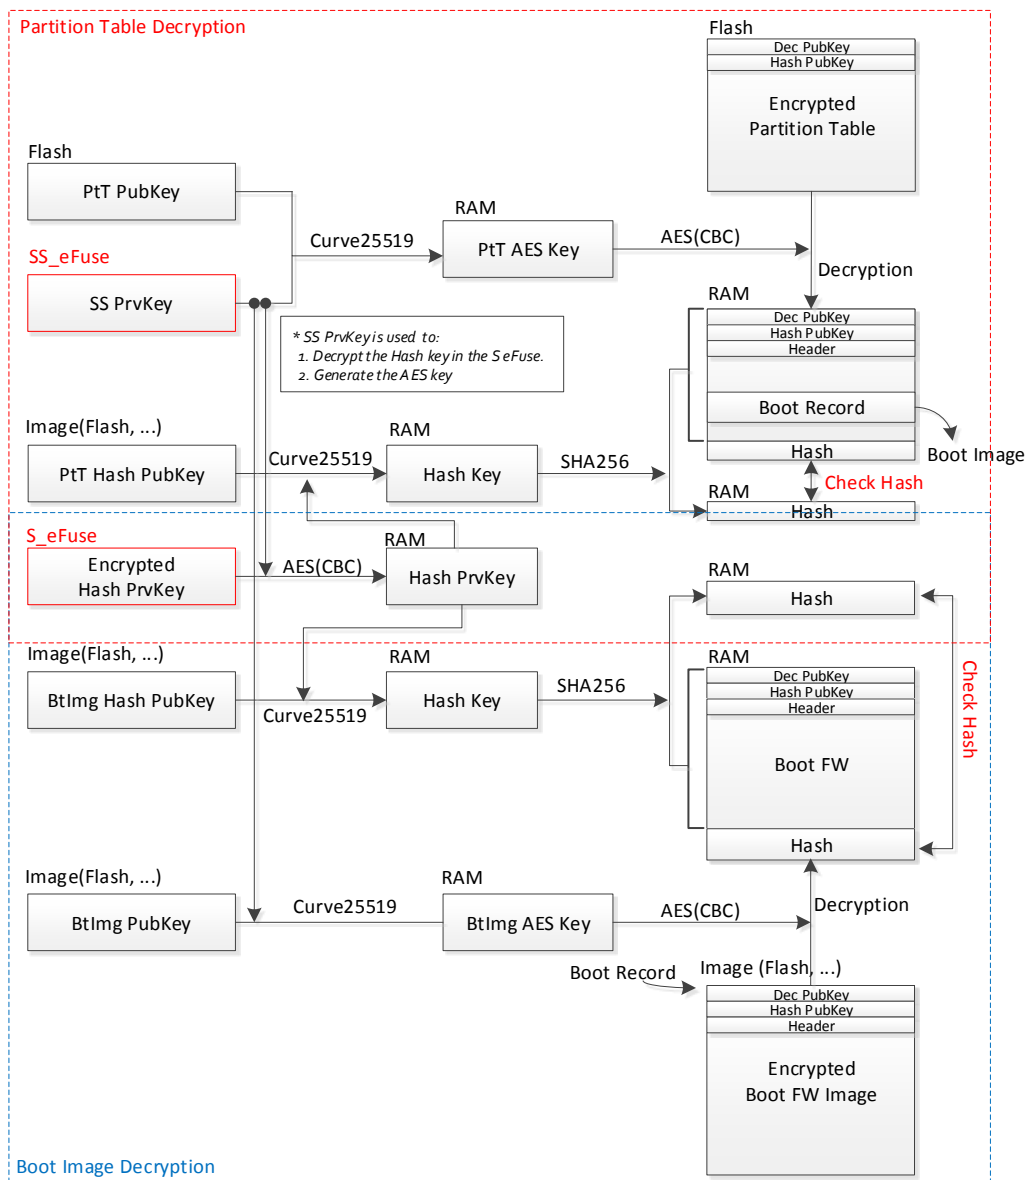 Partition Table Decryption
Flash
Dec PubKey
Hash PubKey
Encrypted
Partition Table
Flash
PtT PubKey
RAM
Curve25519
PtT AES Key
AES(CBC)
SS_eFuse
SS PrvKey
Decryption
RAM
Dec PubKey
Hash PubKey
Header
* SS PrvKey is used to:
1. Decrypt the Hash key in the S eFuse.
2. Generate the AES key
Boot Record
Image(Flash, ...)
RAM
PtT Hash PubKey
Curve25519
Hash Key
SHA256
Hash
Boot Image
Check Hash
RAM
Hash
S_eFuse
RAM
Encrypted
Hash PrvKey
AES(CBC)
Hash PrvKey
RAM
Hash
Image(Flash, ...)
RAM
RAM
BtImg Hash PubKey
Curve25519
Hash Key
SHA256
Dec PubKey
Hash PubKey
Header
Boot FW
Hash
Check Hash
Image(Flash, ...)
RAM
BtImg PubKey
Curve25519
BtImg AES Key
AES(CBC)
Decryption
Boot Record
Image (Flash, ...)
Dec PubKey
Hash PubKey
Header
Encrypted
Boot FW Image
Boot Image Decryption